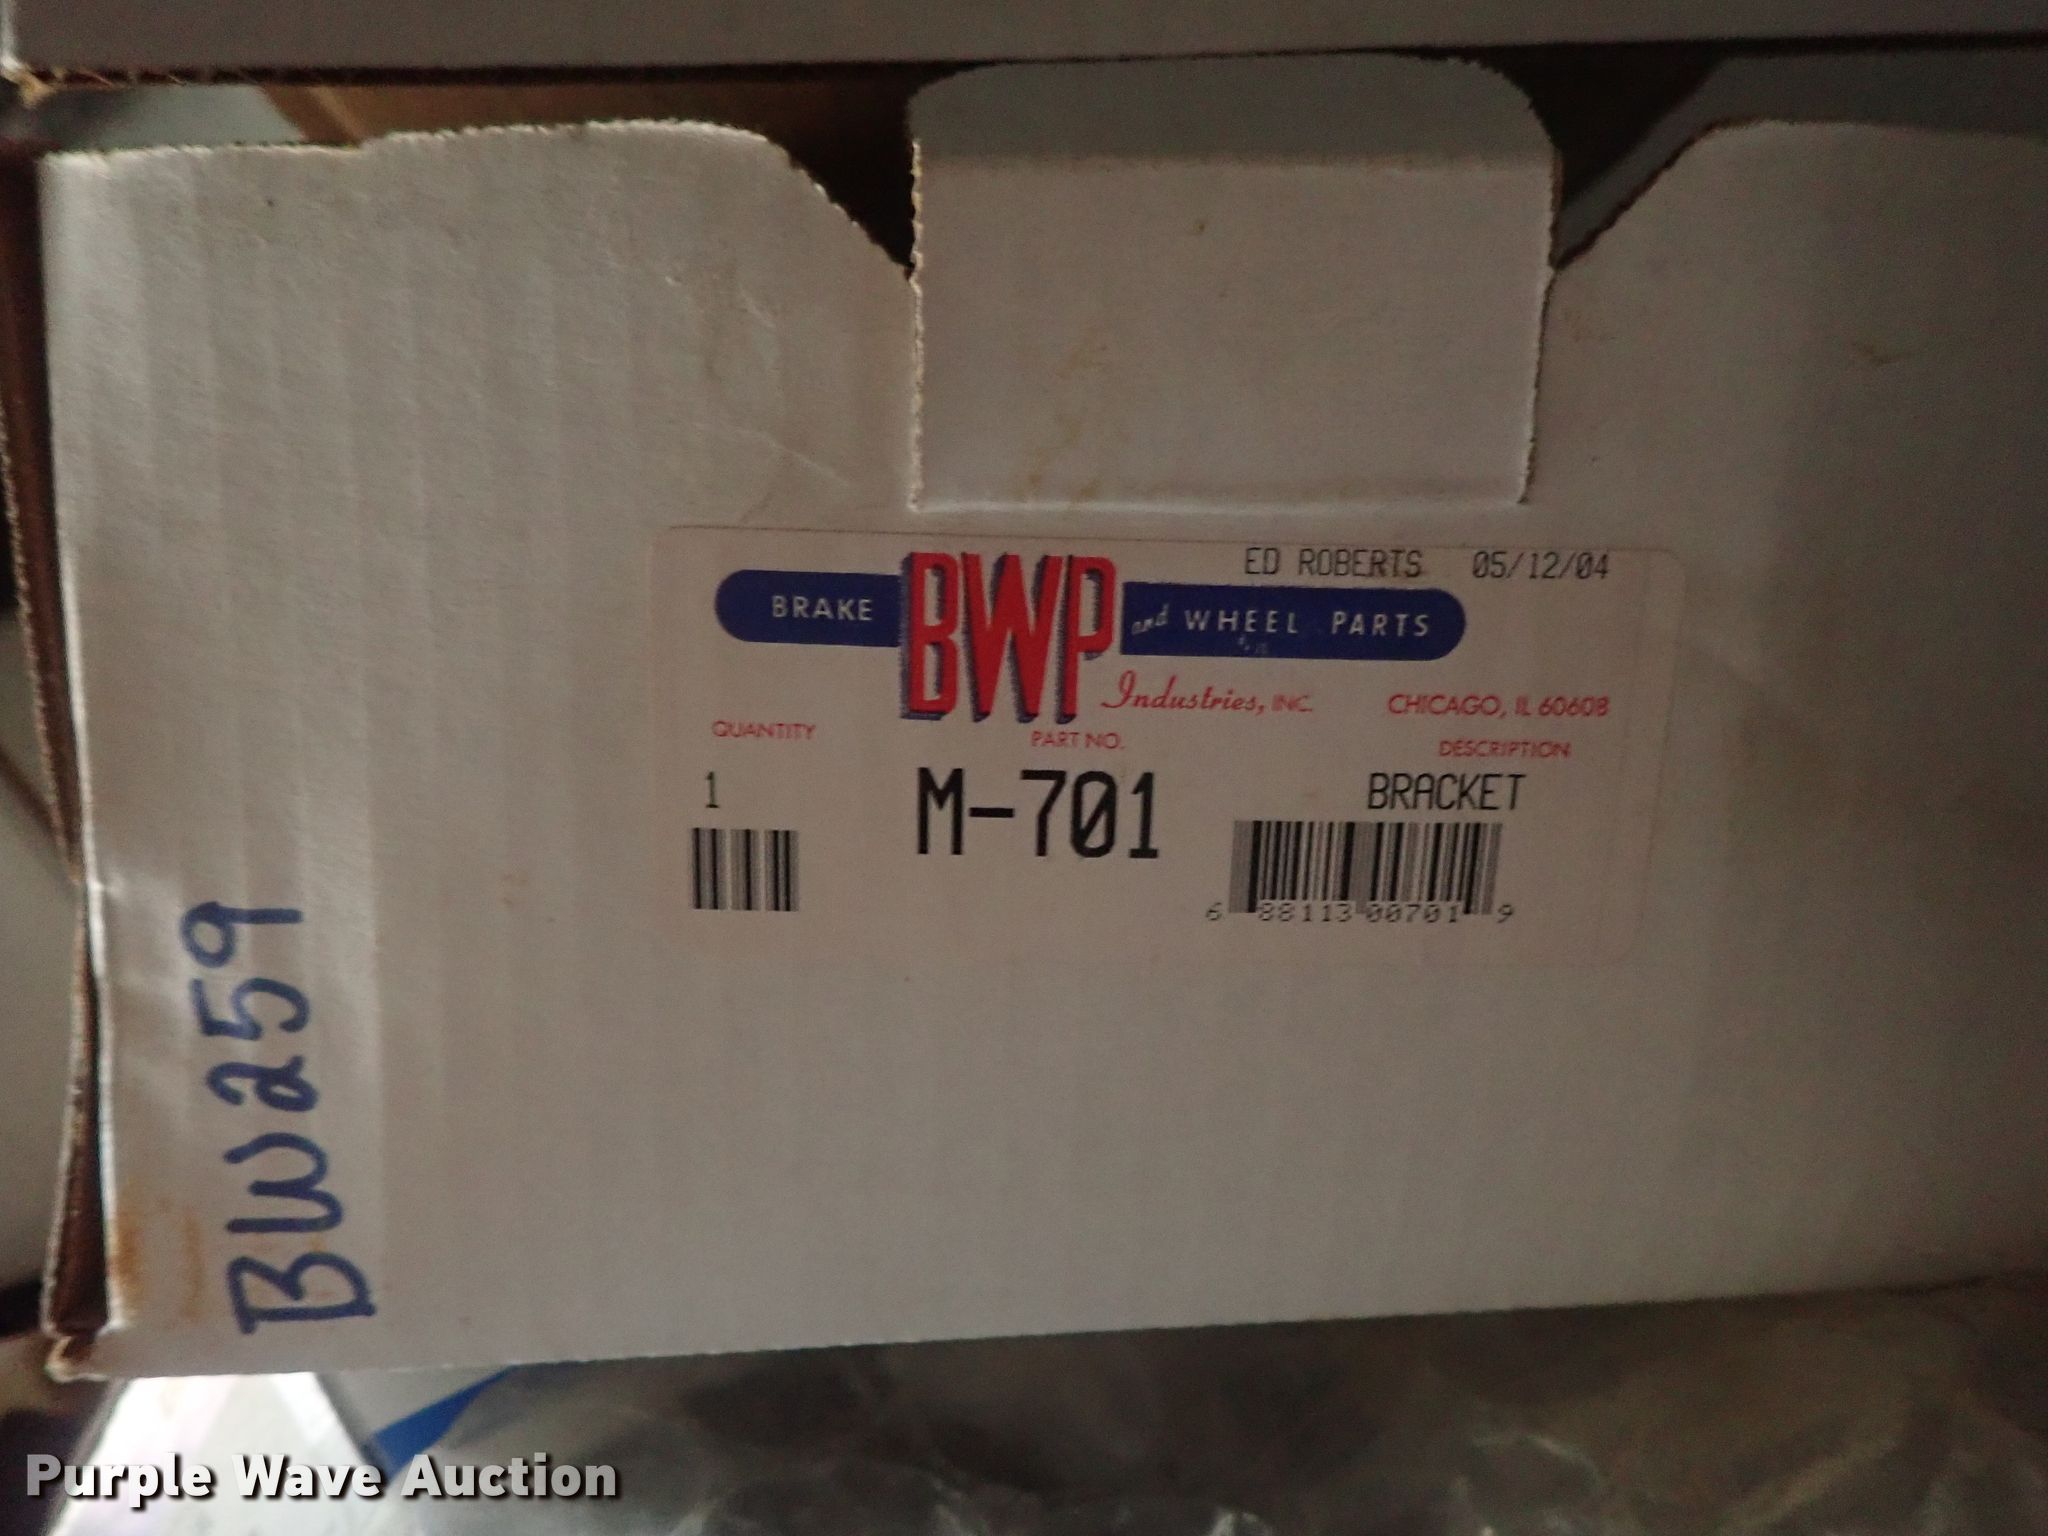 ED ROBERTS 05/12/04
BRAKE BWP and WHEEL PARTS
Industries, INC. CHICAGO, IL 60608
QUANTITY PART NO. DESCRIPTION
1 M-701 BRACKET
6 88113 00701 9
BW259
Purple Wave Auction